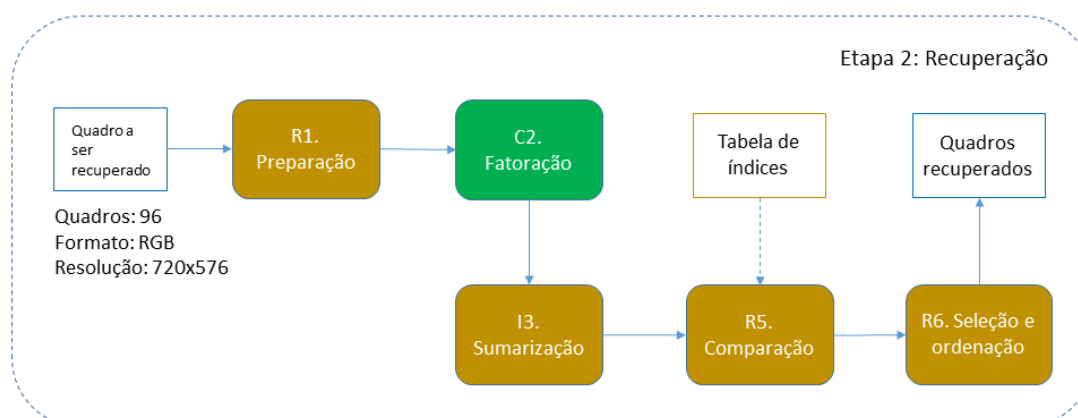 Etapa 2: Recuperação
Quadro a
ser
recuperado
R1.
Preparação
C2.
Fatoração
Tabela de
índices
Quadros
recuperados
Quadros: 96
Formato: RGB
Resolução: 720x576
I3.
Sumarização
R5.
Comparação
R6. Seleção e
ordenação